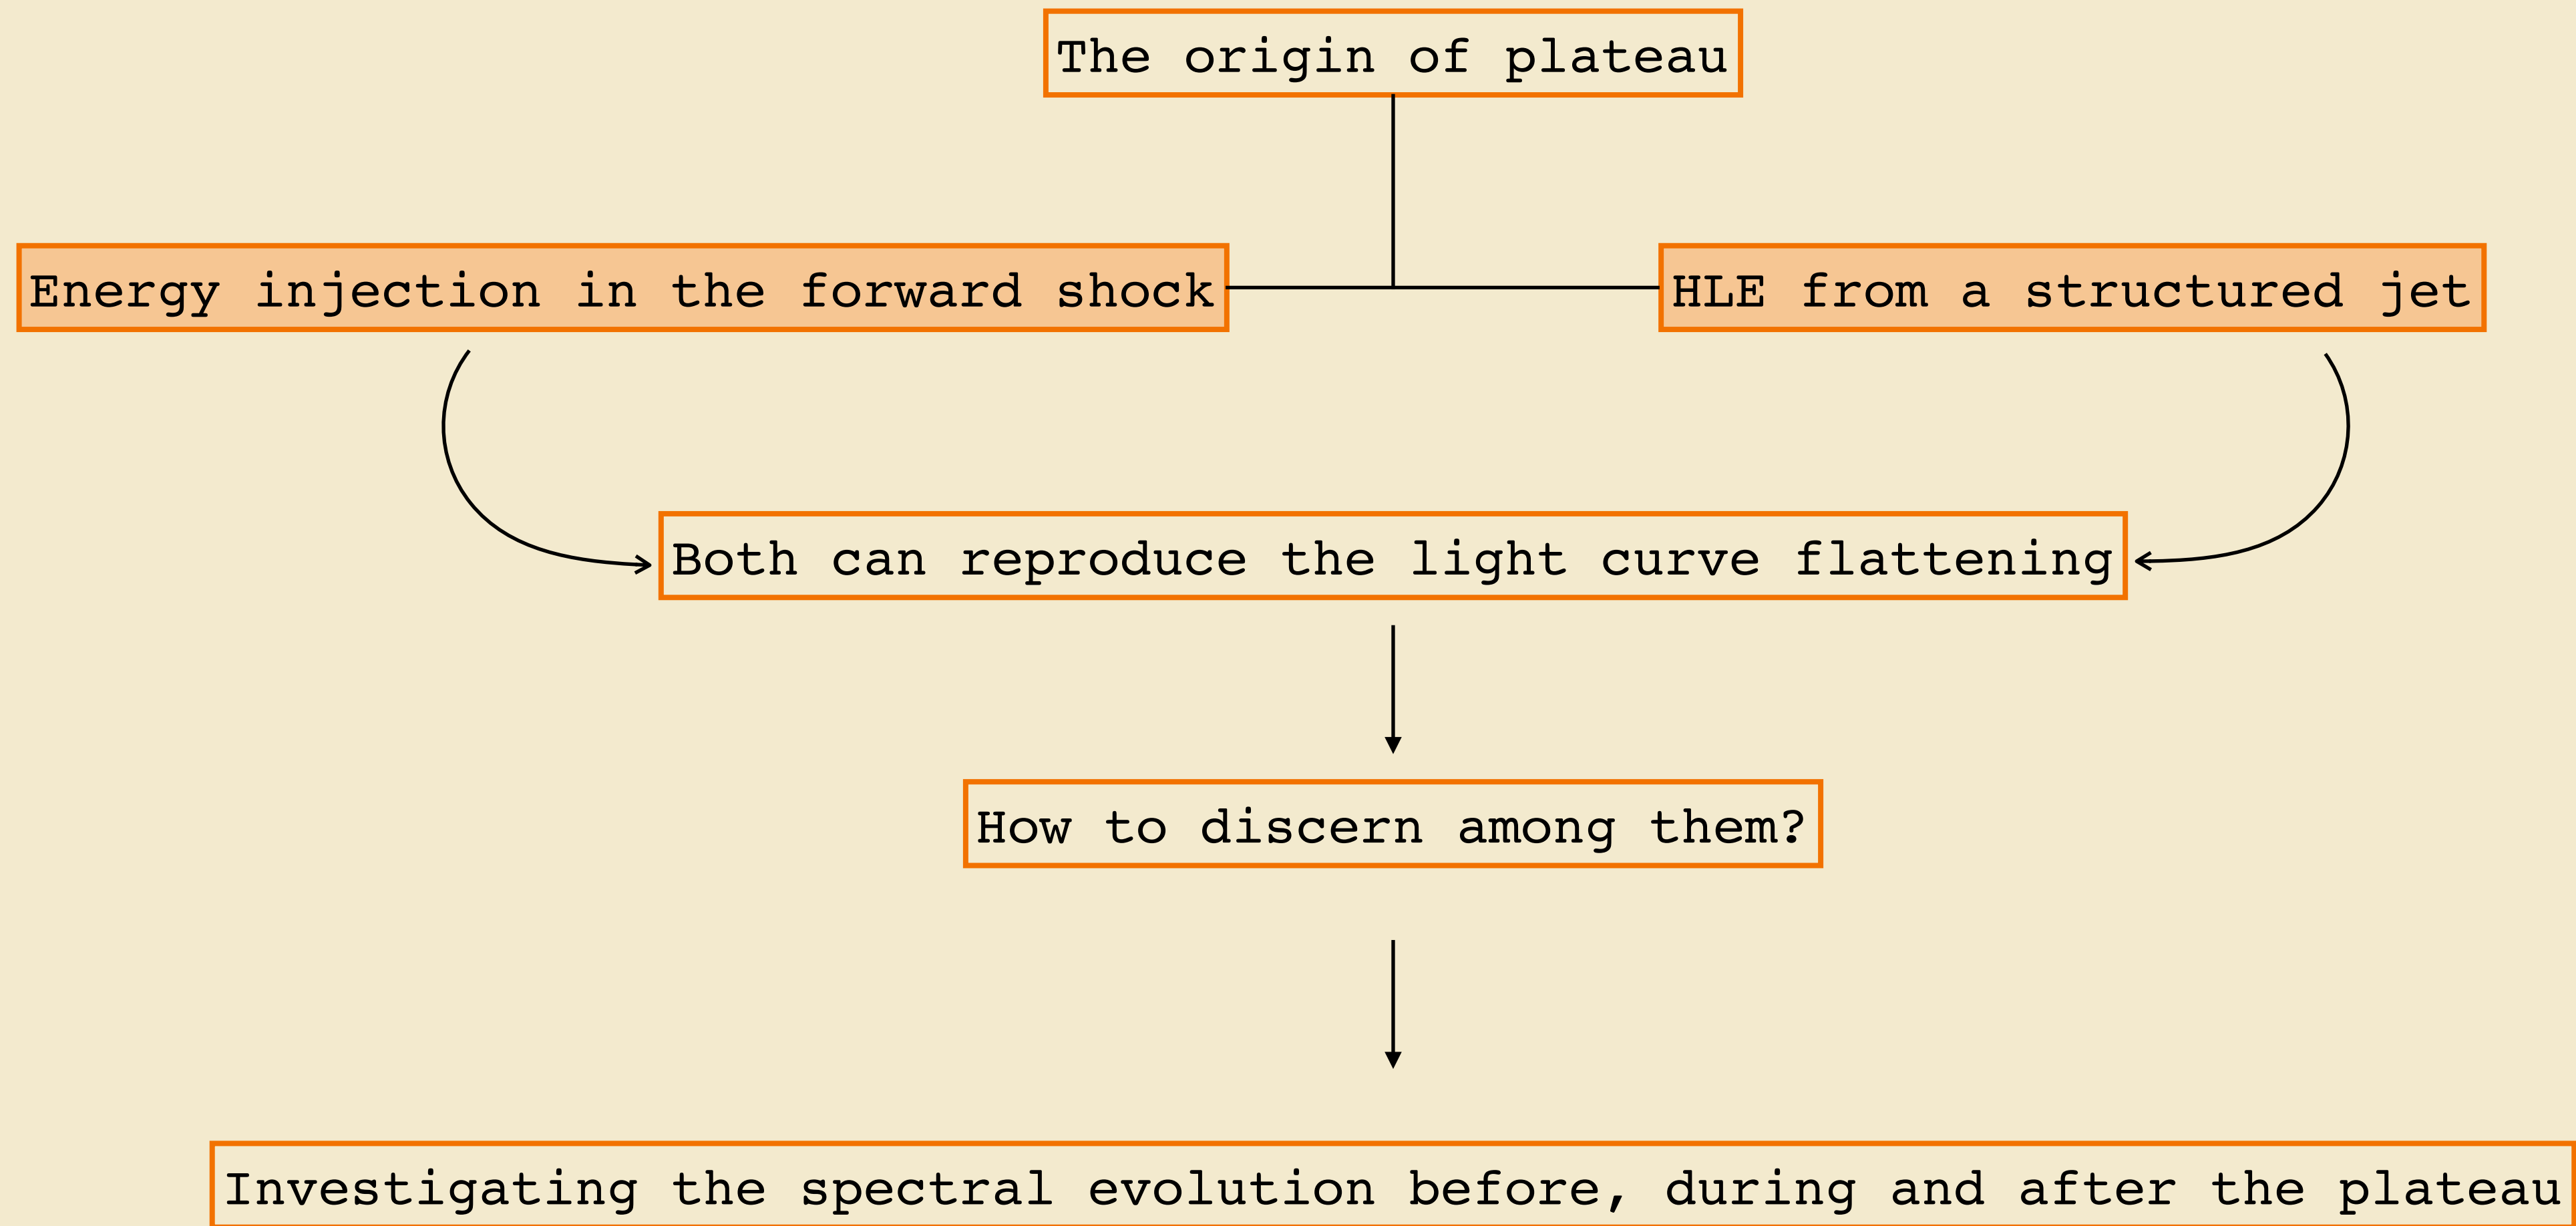 The origin of plateau
Energy injection in the forward shock
HLE from a structured jet
Both can reproduce the light curve flattening
How to discern among them?
Investigating the spectral evolution before, during and after the plateau